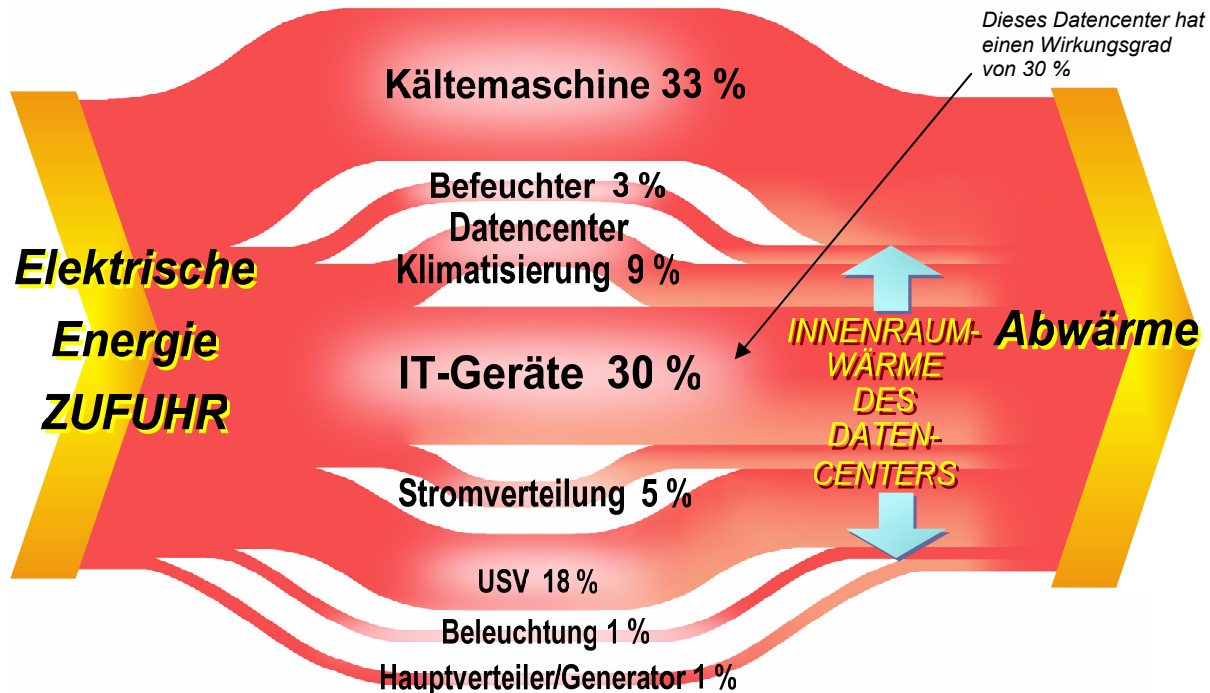 Dieses Datencenter hat
einen Wirkungsgrad
von 30 %
Kältemaschine 33 %
Befeuchter 3 %
Datencenter
Klimatisierung 9 %
Elektrische
Energie
ZUFUHR
IT-Geräte 30 %
INNENRAUM-
WÄRME
DES
DATEN-
CENTERS
Abwärme
Stromverteilung 5 %
USV 18 %
Beleuchtung 1 %
Hauptverteiler/Generator 1 %